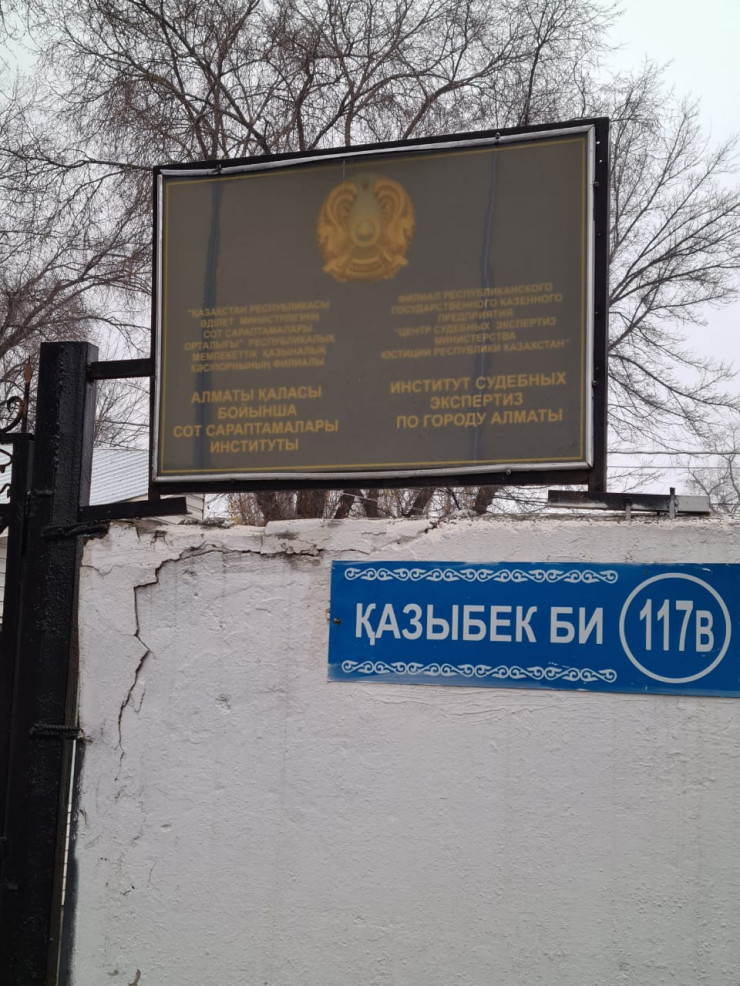 "ҚАЗАҚСТАН РЕСПУБЛИКАСЫ
ӘДІЛЕТ МИНИСТРЛІГІНІҢ
СОТ САРАПТАМАЛАРЫ
ОРТАЛЫҒЫ" РЕСПУБЛИКАЛЫҚ
МЕМЛЕКЕТТІК ҚАЗЫНАЛЫҚ
КӘСІПОРНЫНЫҢ ФИЛИАЛЫ
АЛМАТЫ ҚАЛАСЫ
БОЙЫНША
СОТ САРАПТАМАЛАРЫ
ИНСТИТУТЫ
ФИЛИАЛ РЕСПУБЛИКАНСКОГО
ГОСУДАРСТВЕННОГО КАЗЕННОГО
ПРЕДПРИЯТИЯ
"ЦЕНТР СУДЕБНЫХ ЭКСПЕРТИЗ
МИНИСТЕРСТВА
ЮСТИЦИИ РЕСПУБЛИКИ КАЗАХСТАН"
ИНСТИТУТ СУДЕБНЫХ
ЭКСПЕРТИЗ
ПО ГОРОДУ АЛМАТЫ
ҚАЗЫБЕК БИ 117В